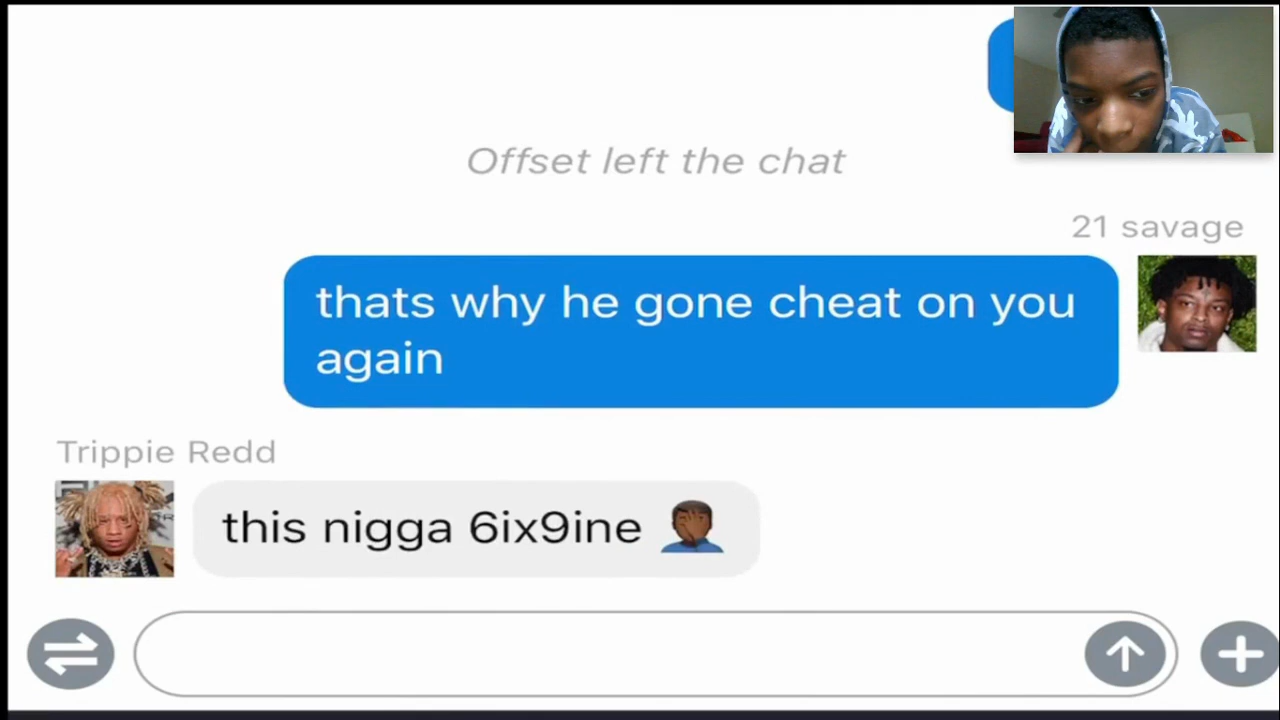 Offset left the chat
21 savage
thats why he gone cheat on you
again
Trippie Redd
this nigga 6ix9ine 🤦🏾‍♂️